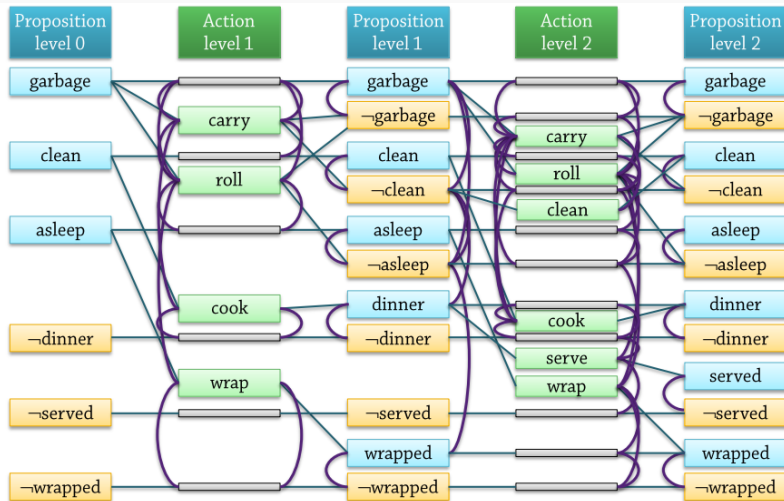 Proposition level 0
Action level 1
Proposition level 1
Action level 2
Proposition level 2
garbage
garbage
garbage
carry
¬garbage
¬garbage
carry
clean
clean
clean
roll
roll
¬clean
¬clean
clean
asleep
asleep
asleep
¬asleep
¬asleep
cook
dinner
dinner
cook
¬dinner
¬dinner
¬dinner
serve
wrap
served
wrap
¬served
¬served
¬served
wrapped
wrapped
¬wrapped
¬wrapped
¬wrapped